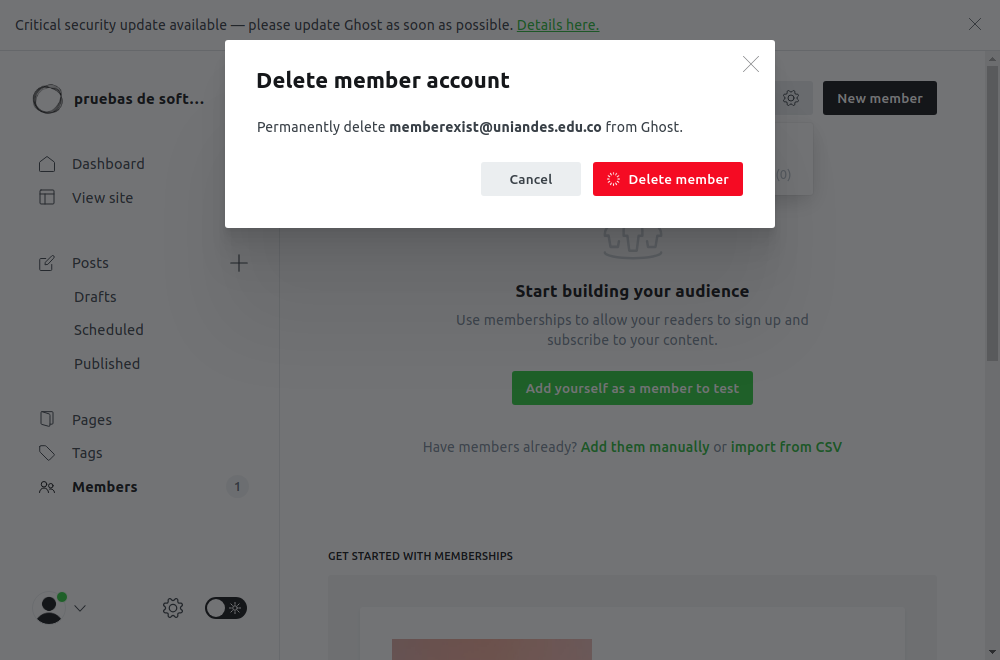 Critical security update available — please update Ghost as soon as possible. Details here.
Delete member account
Permanently delete memberexist@uniandes.edu.co from Ghost.
Cancel
Delete member
pruebas de soft...
New member
(0)
Dashboard
View site
Posts
Drafts
Scheduled
Published
Pages
Tags
Members
1
Start building your audience
Use memberships to allow your readers to sign up and
subscribe to your content.
Add yourself as a member to test
Have members already? Add them manually or import from CSV
GET STARTED WITH MEMBERSHIPS